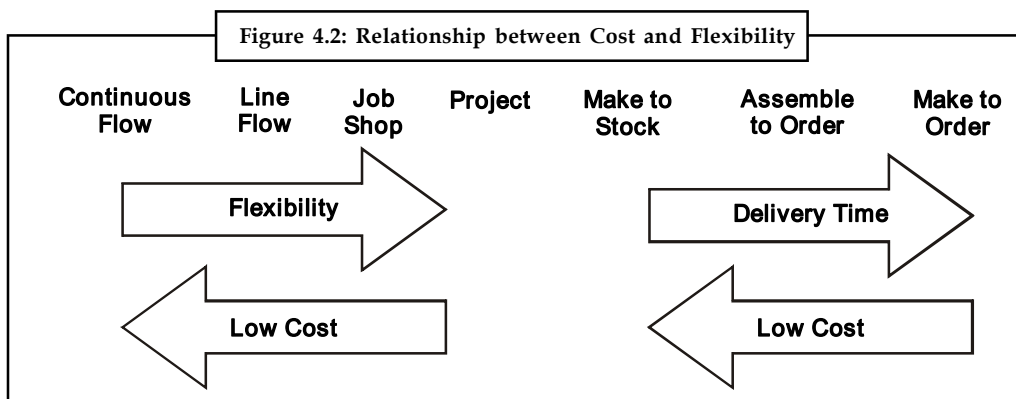 Figure 4.2: Relationship between Cost and Flexibility
Continuous
Flow
Line
Flow
Job
Shop
Project
Make to
Stock
Assemble
to Order
Make to
Order
Flexibility
Delivery Time
Low Cost
Low Cost